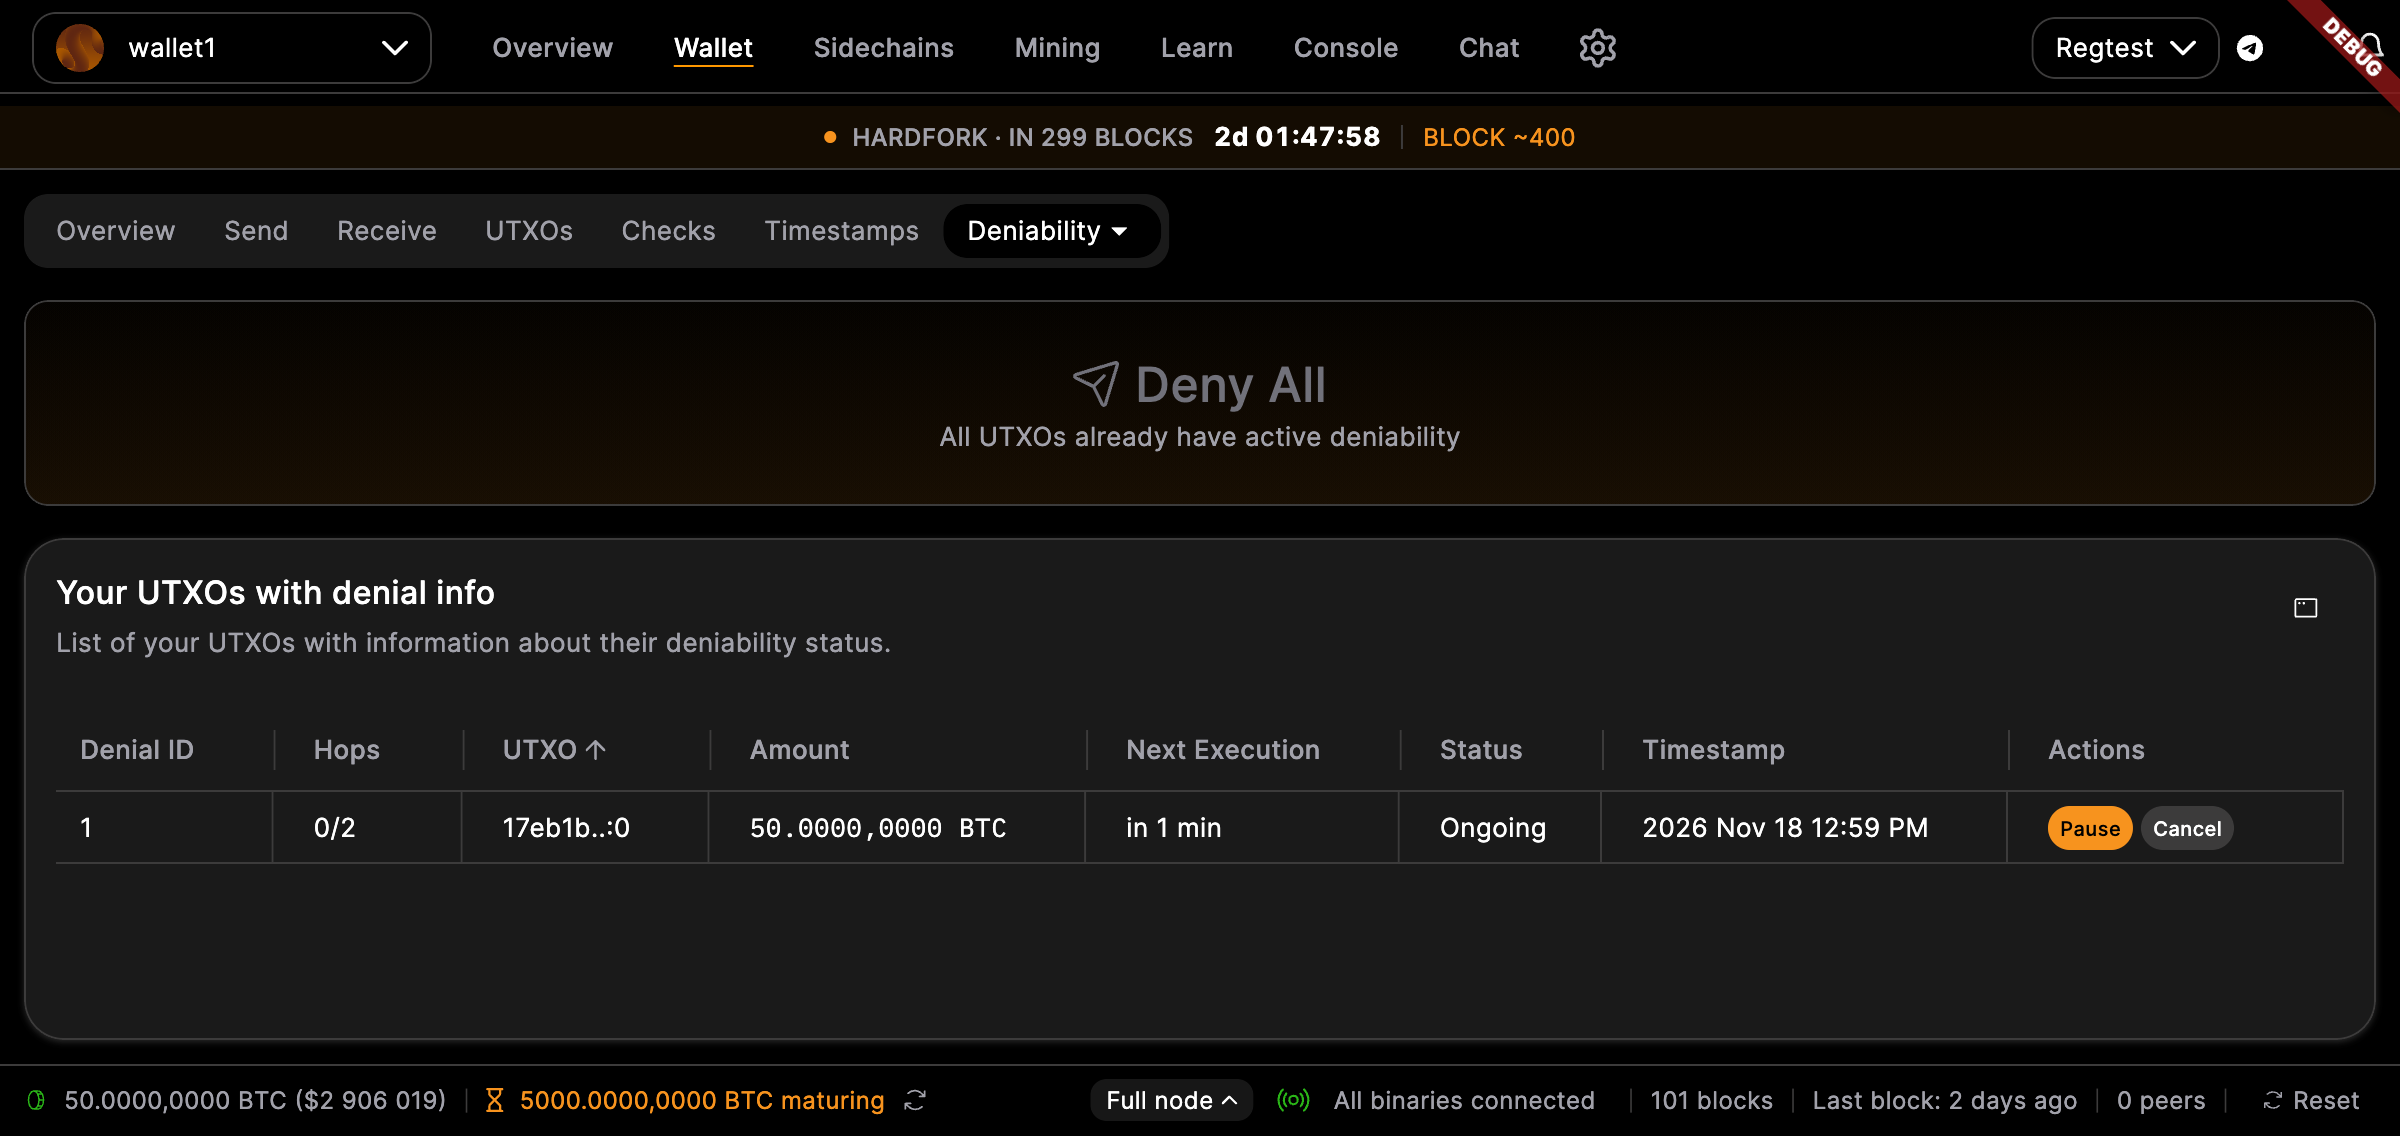 wallet1
Overview
Wallet
Sidechains
Mining
Learn
Console
Chat
Regtest
DEBUG
HARDFORK · IN 299 BLOCKS 2d 01:47:58 BLOCK ~400
Overview
Send
Receive
UTXOs
Checks
Timestamps
Deniability
Deny All
All UTXOs already have active deniability
Your UTXOs with denial info
List of your UTXOs with information about their deniability status.
Denial ID Hops UTXO ↑ Amount Next Execution Status Timestamp Actions
1 0/2 17eb1b..:0 50.0000,0000 BTC in 1 min Ongoing 2026 Nov 18 12:59 PM Pause Cancel
50.0000,0000 BTC ($2 906 019) 5000.0000,0000 BTC maturing Full node All binaries connected 101 blocks Last block: 2 days ago 0 peers Reset